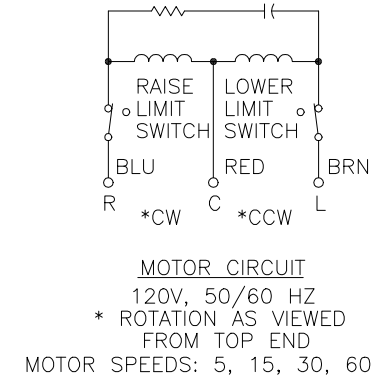 RAISE LOWER
LIMIT LIMIT
SWITCH SWITCH
BLU RED BRN
R C L
*CW *CCW
MOTOR CIRCUIT
120V, 50/60 HZ
* ROTATION AS VIEWED
FROM TOP END
MOTOR SPEEDS: 5, 15, 30, 60